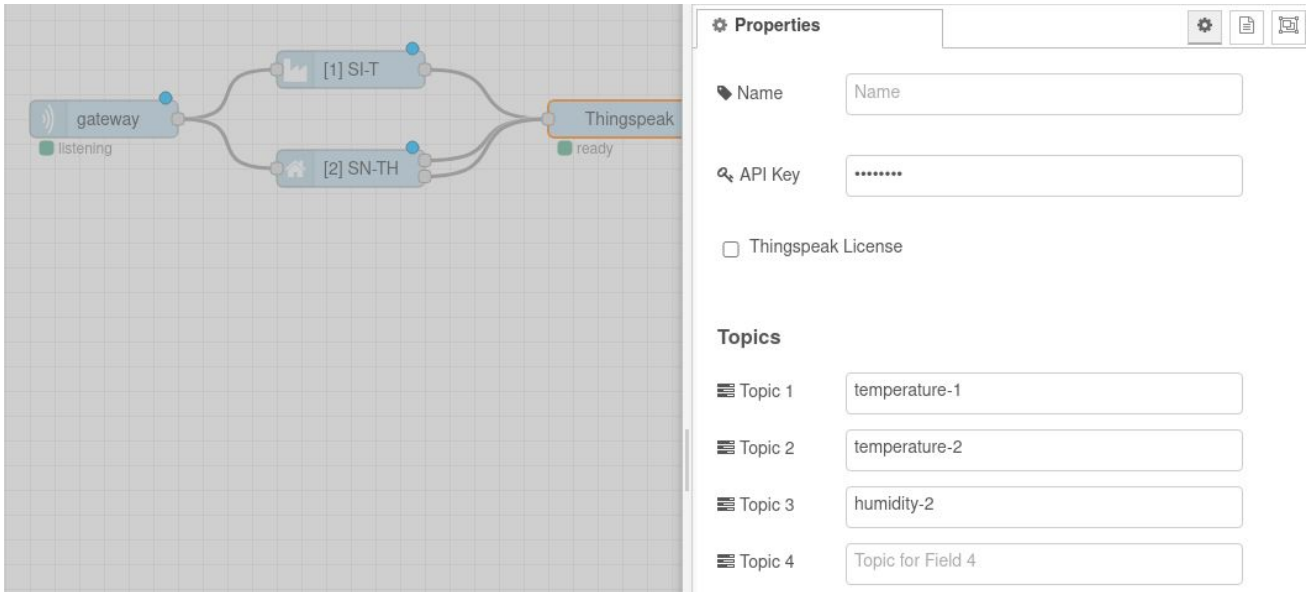 [1] SI-T
gateway
listening
[2] SN-TH
Thingspeak
ready
Properties
Name
Name
API Key
••••••••
Thingspeak License
Topics
Topic 1
temperature-1
Topic 2
temperature-2
Topic 3
humidity-2
Topic 4
Topic for Field 4